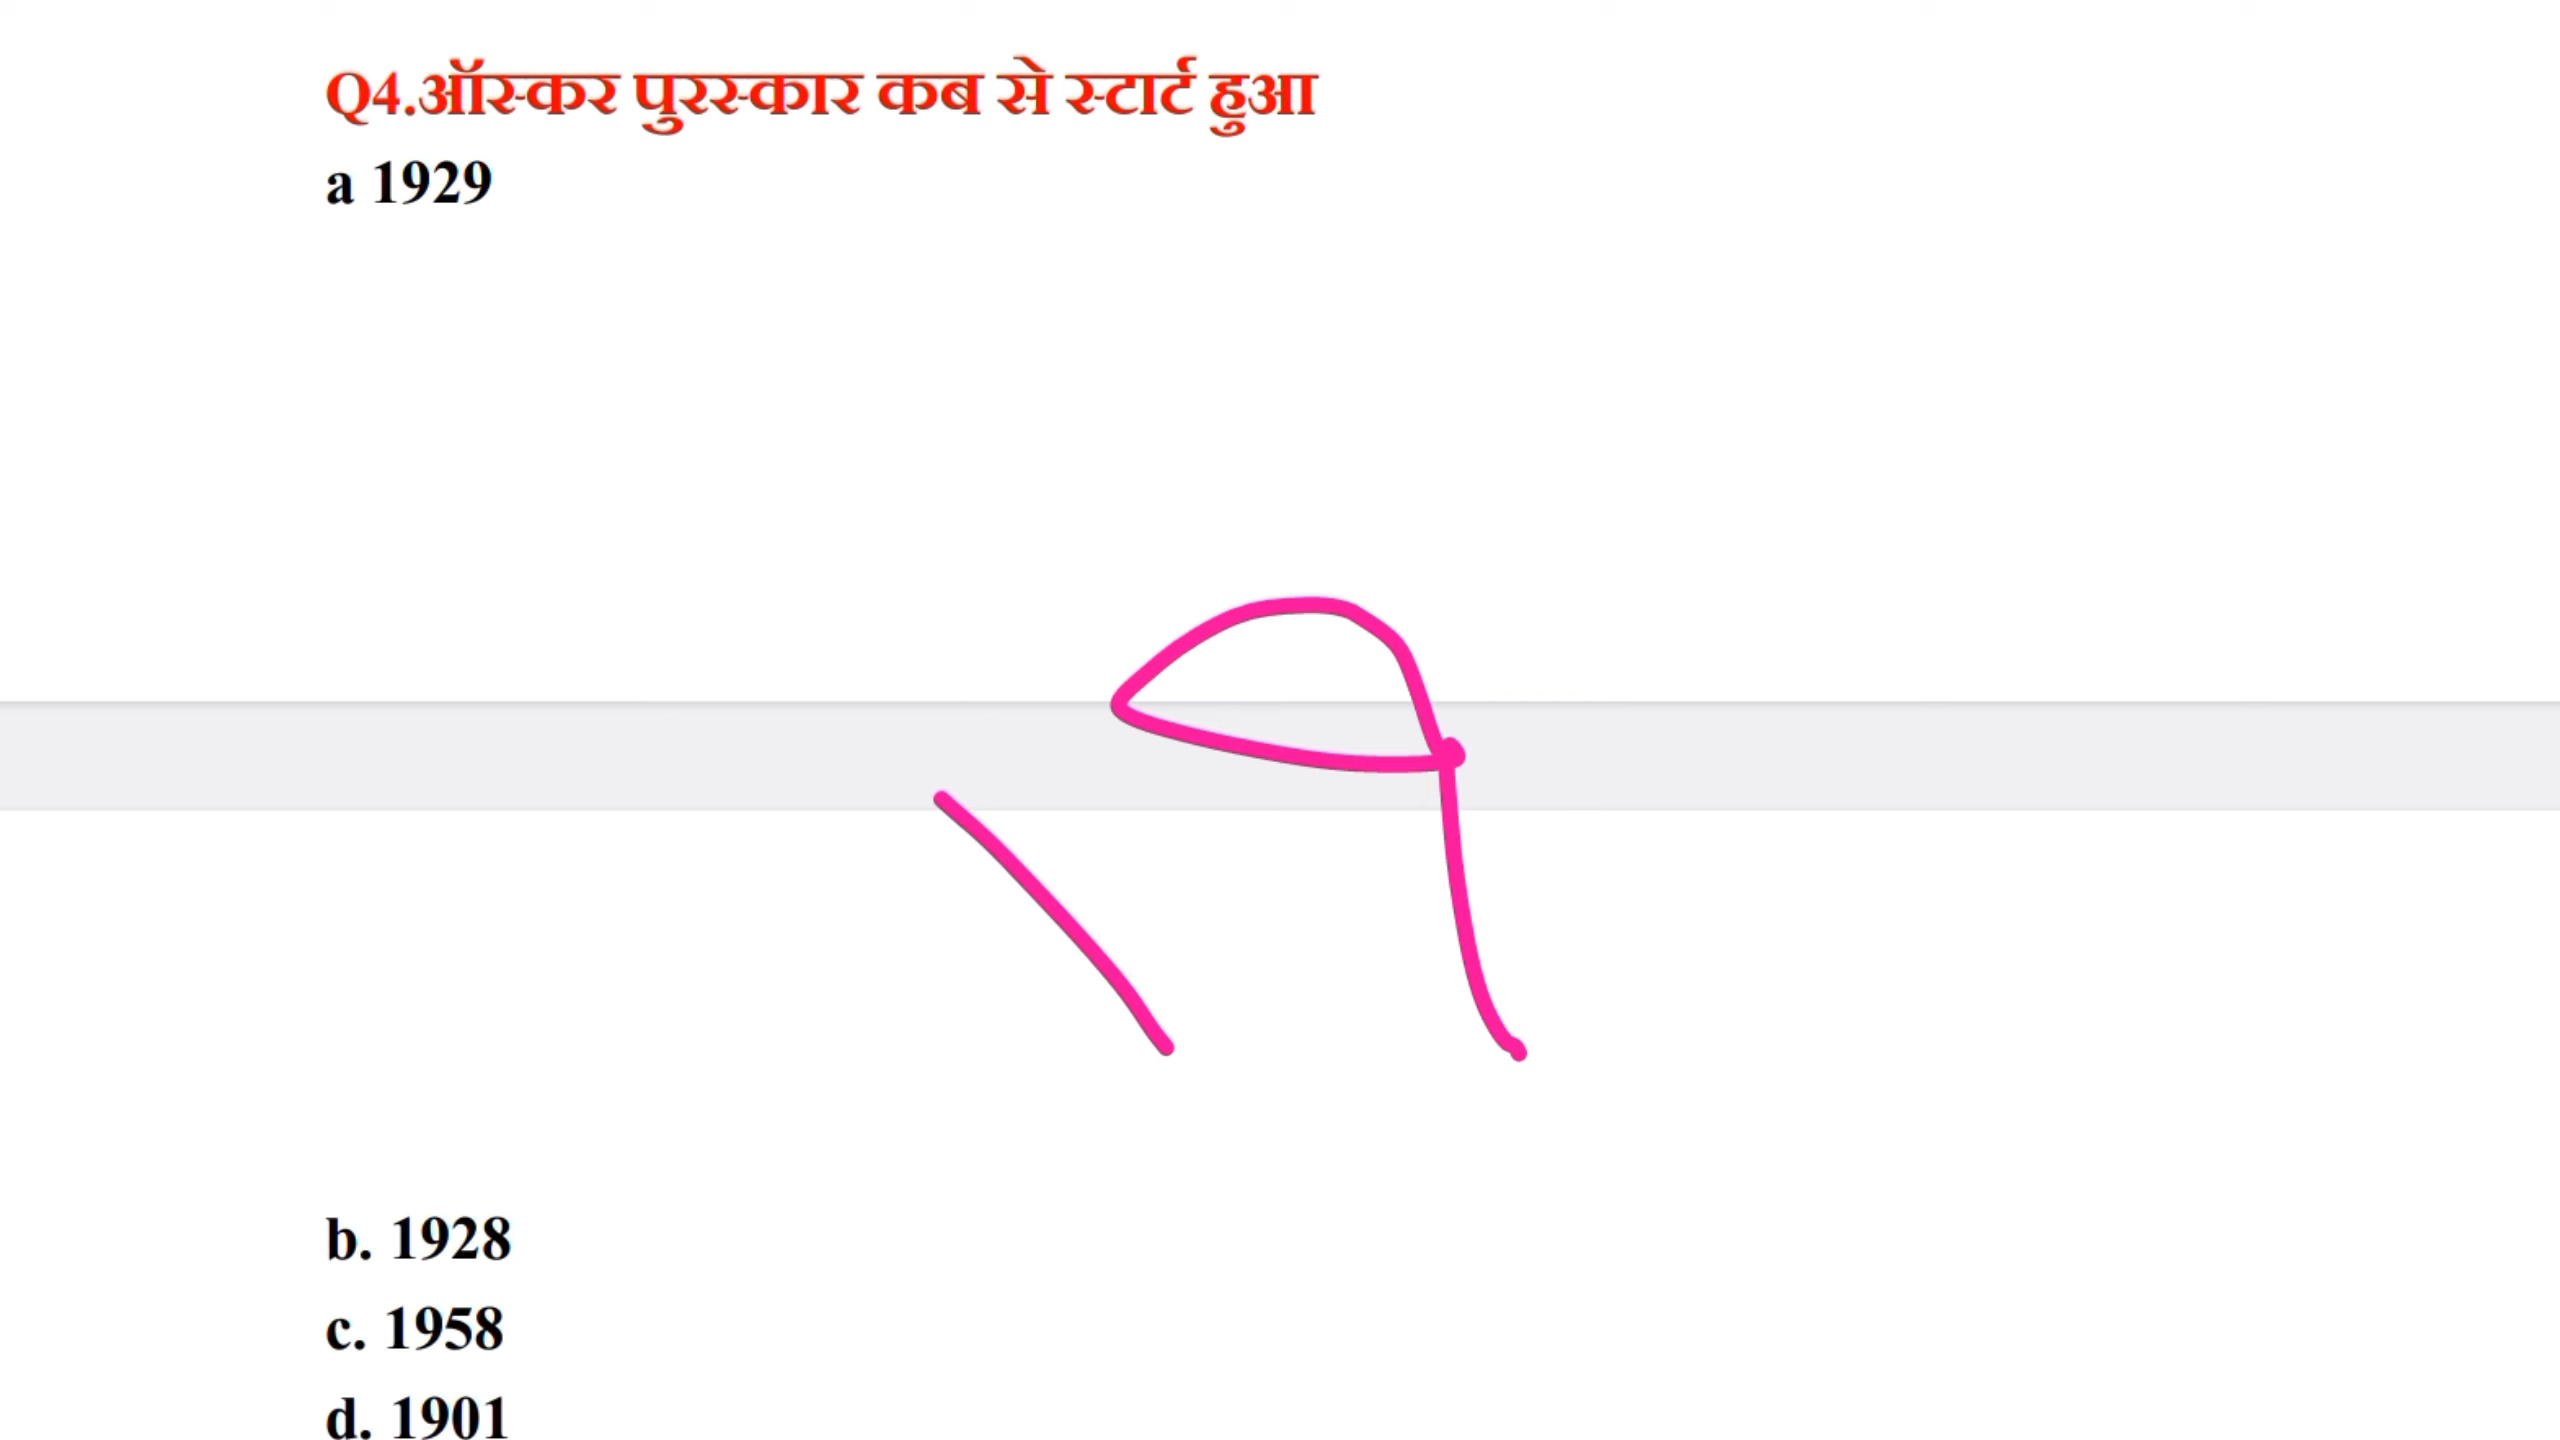 Q4.ऑस्कर पुरस्कार कब से स्टार्ट हुआ
a 1929
b. 1928
c. 1958
d. 1901